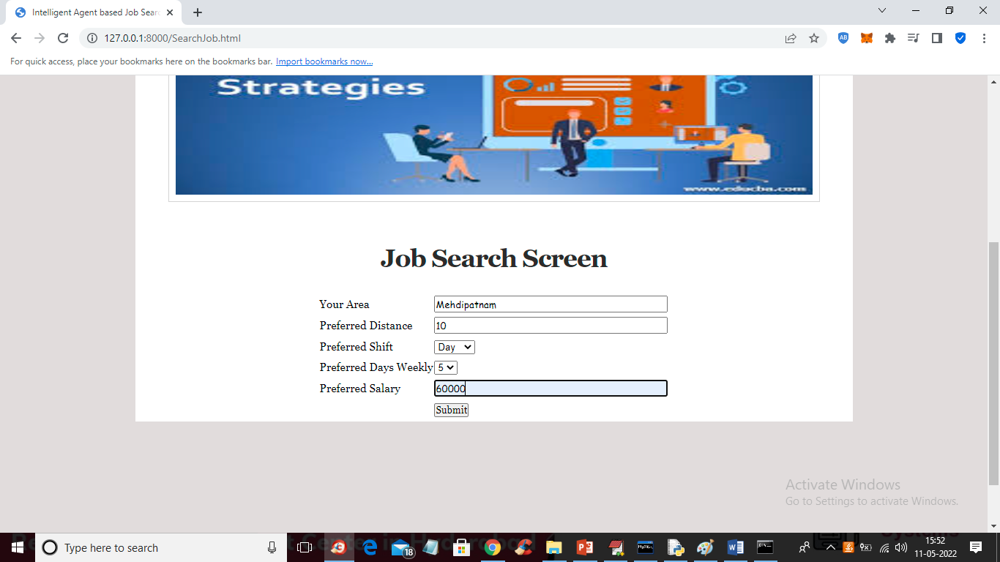 Intelligent Agent based Job Sear
127.0.0.1:8000/SearchJob.html
AB
For quick access, place your bookmarks here on the bookmarks bar. Import bookmarks now...
Strategies
www.educba.com
Job Search Screen
Your Area Mehdipatnam
Preferred Distance 10
Preferred Shift Day
Preferred Days Weekly 5
Preferred Salary 60000
Submit
Activate Windows
Go to Settings to activate Windows.
Type here to search
18
15:52
11-05-2022